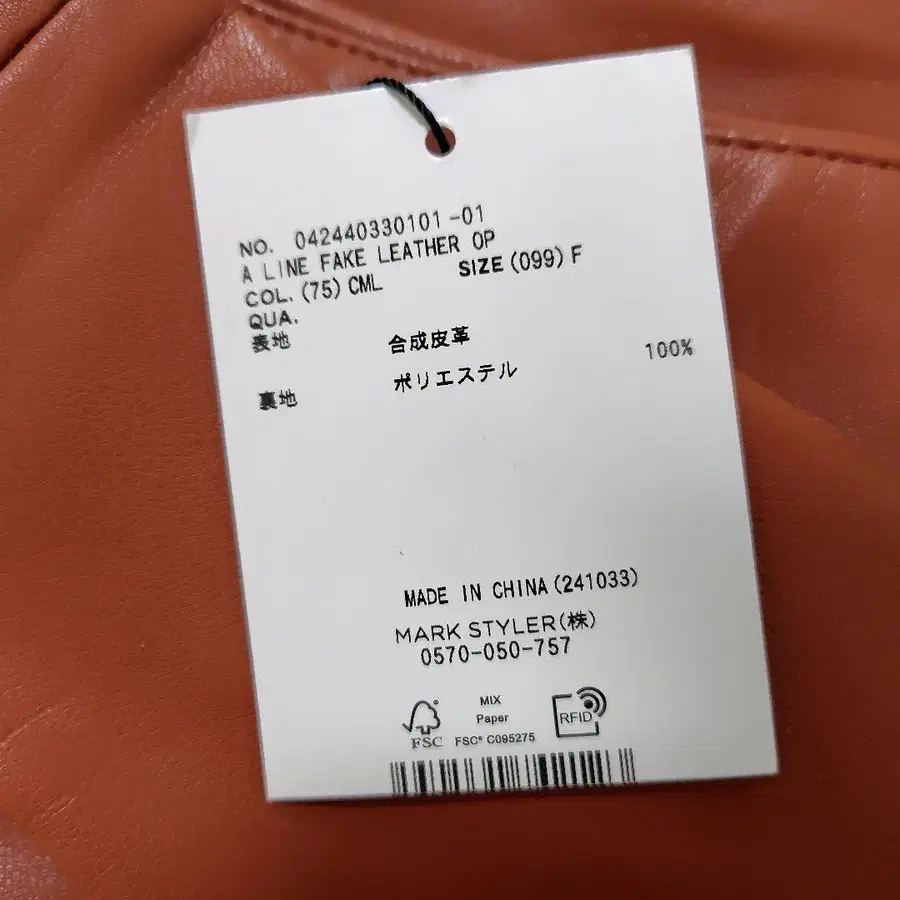 NO. 042440330101-01
A LINE FAKE LEATHER OP
COL.(75)CML SIZE(099)F
QUA.
表地 合成皮革
裏地 ポリエステル 100%
MADE IN CHINA(241033)
MARK STYLER(株)
0570-050-757
MIX
Paper
FSC FSC® C095275
RFID